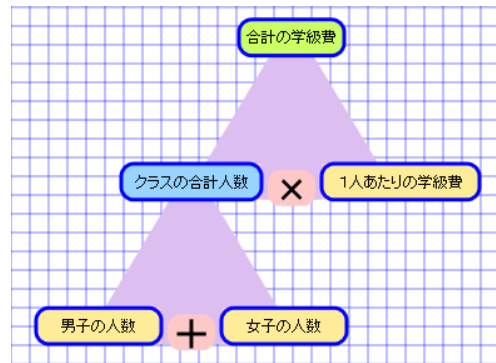 合計の学級費
クラスの合計人数 × 1人あたりの学級費
男子の人数 + 女子の人数